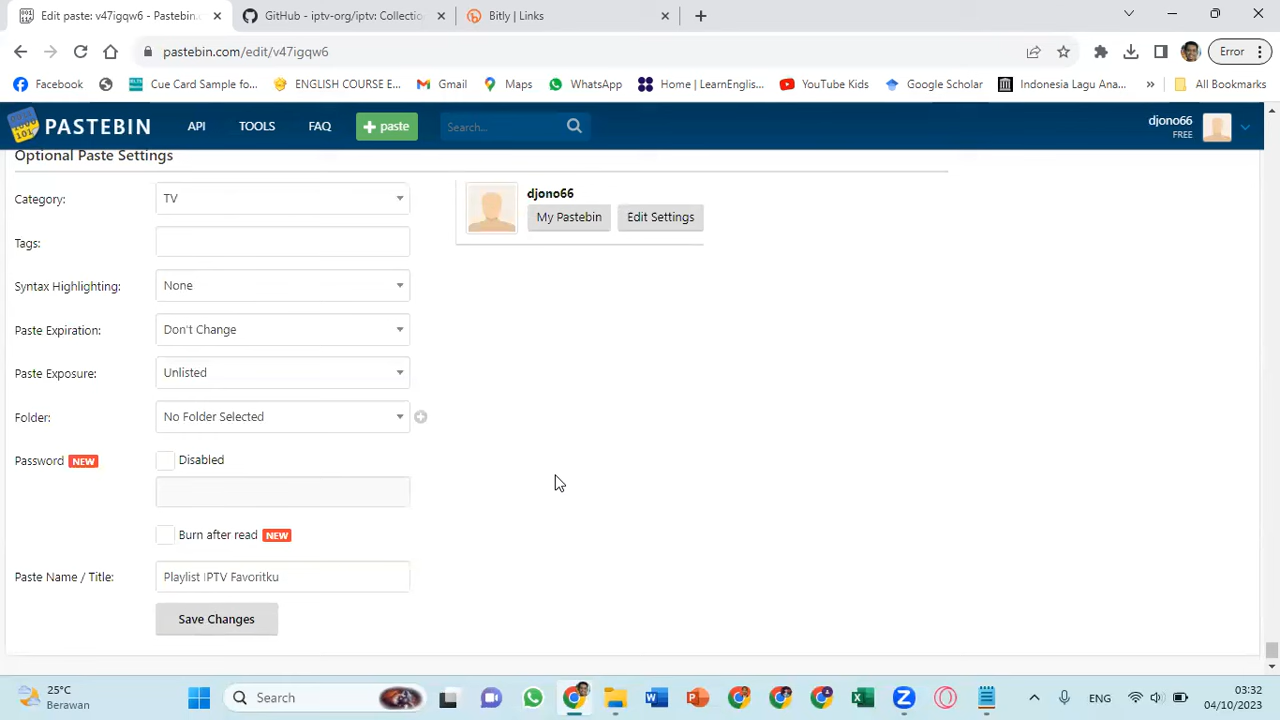 Edit paste: v47igqw6 - Pastebin.
GitHub - iptv-org/iptv: Collectio
Bitly | Links
pastebin.com/edit/v47igqw6
Error
Facebook
Cue Card Sample fo...
ENGLISH COURSE E...
Gmail
Maps
WhatsApp
Home | LearnEnglis...
YouTube Kids
Google Scholar
Indonesia Lagu Ana...
»
All Bookmarks
PASTEBIN
API
TOOLS
FAQ
+ paste
Search...
djono66
FREE
Optional Paste Settings
Category:
TV
djono66
My Pastebin
Edit Settings
Tags:
Syntax Highlighting:
None
Paste Expiration:
Don't Change
Paste Exposure:
Unlisted
Folder:
No Folder Selected
Password NEW
Disabled
Burn after read NEW
Paste Name / Title:
Playlist IPTV Favoritku
Save Changes
25°C
Berawan
Search
ENG
03:32
04/10/2023